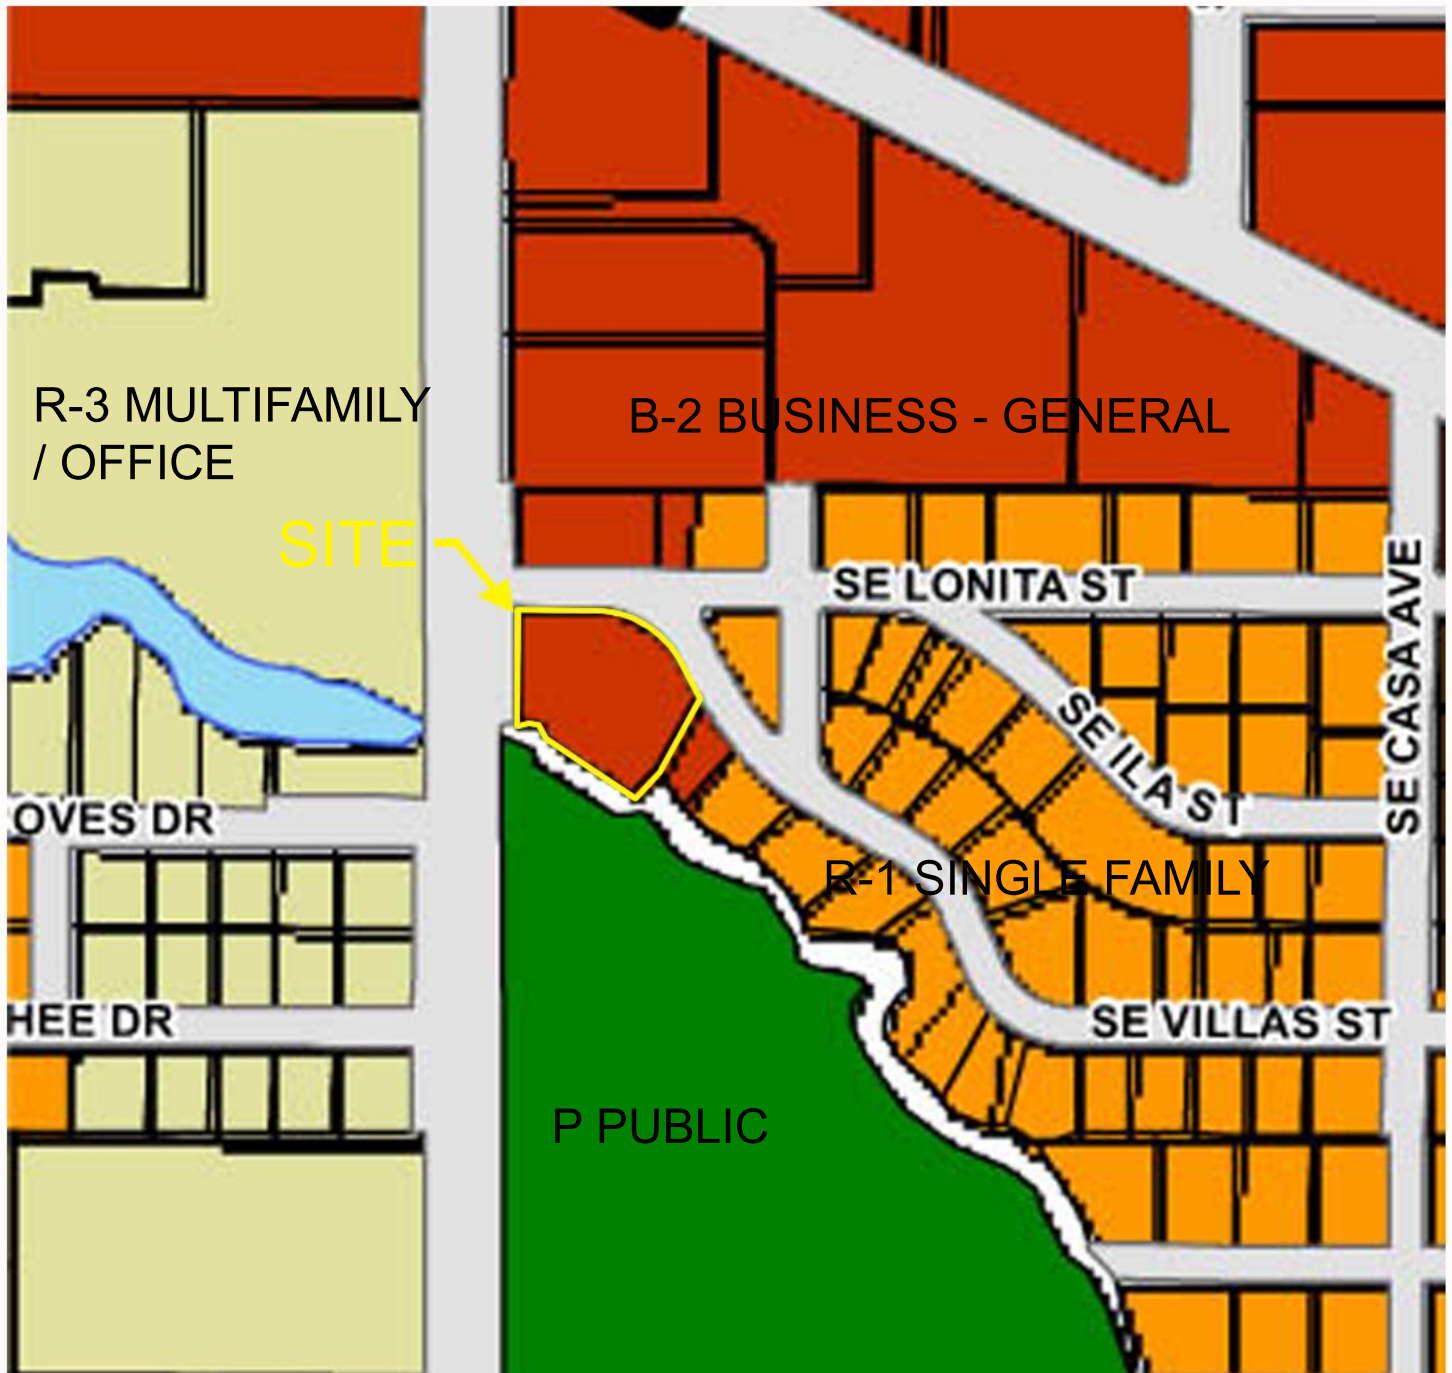 R-3 MULTIFAMILY
/ OFFICE
B-2 BUSINESS - GENERAL
SITE
SE LONITA ST
SE CASA AVE
SE ILA ST
OVES DR
R-1 SINGLE FAMILY
HEE DR
SE VILLAS ST
P PUBLIC